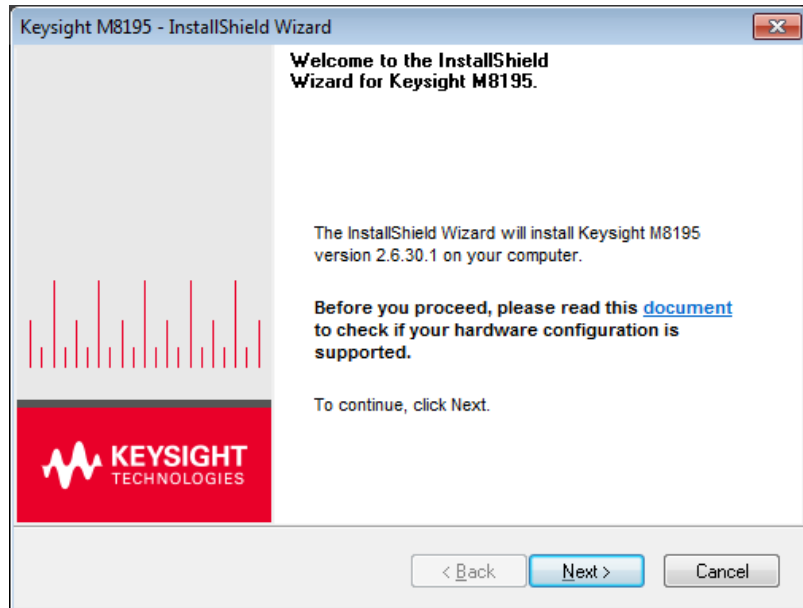 Keysight M8195 - InstallShield Wizard
Welcome to the InstallShield
Wizard for Keysight M8195.
The InstallShield Wizard will install Keysight M8195
version 2.6.30.1 on your computer.
Before you proceed, please read this document
to check if your hardware configuration is
supported.
To continue, click Next.
KEYSIGHT
TECHNOLOGIES
< Back
Next >
Cancel